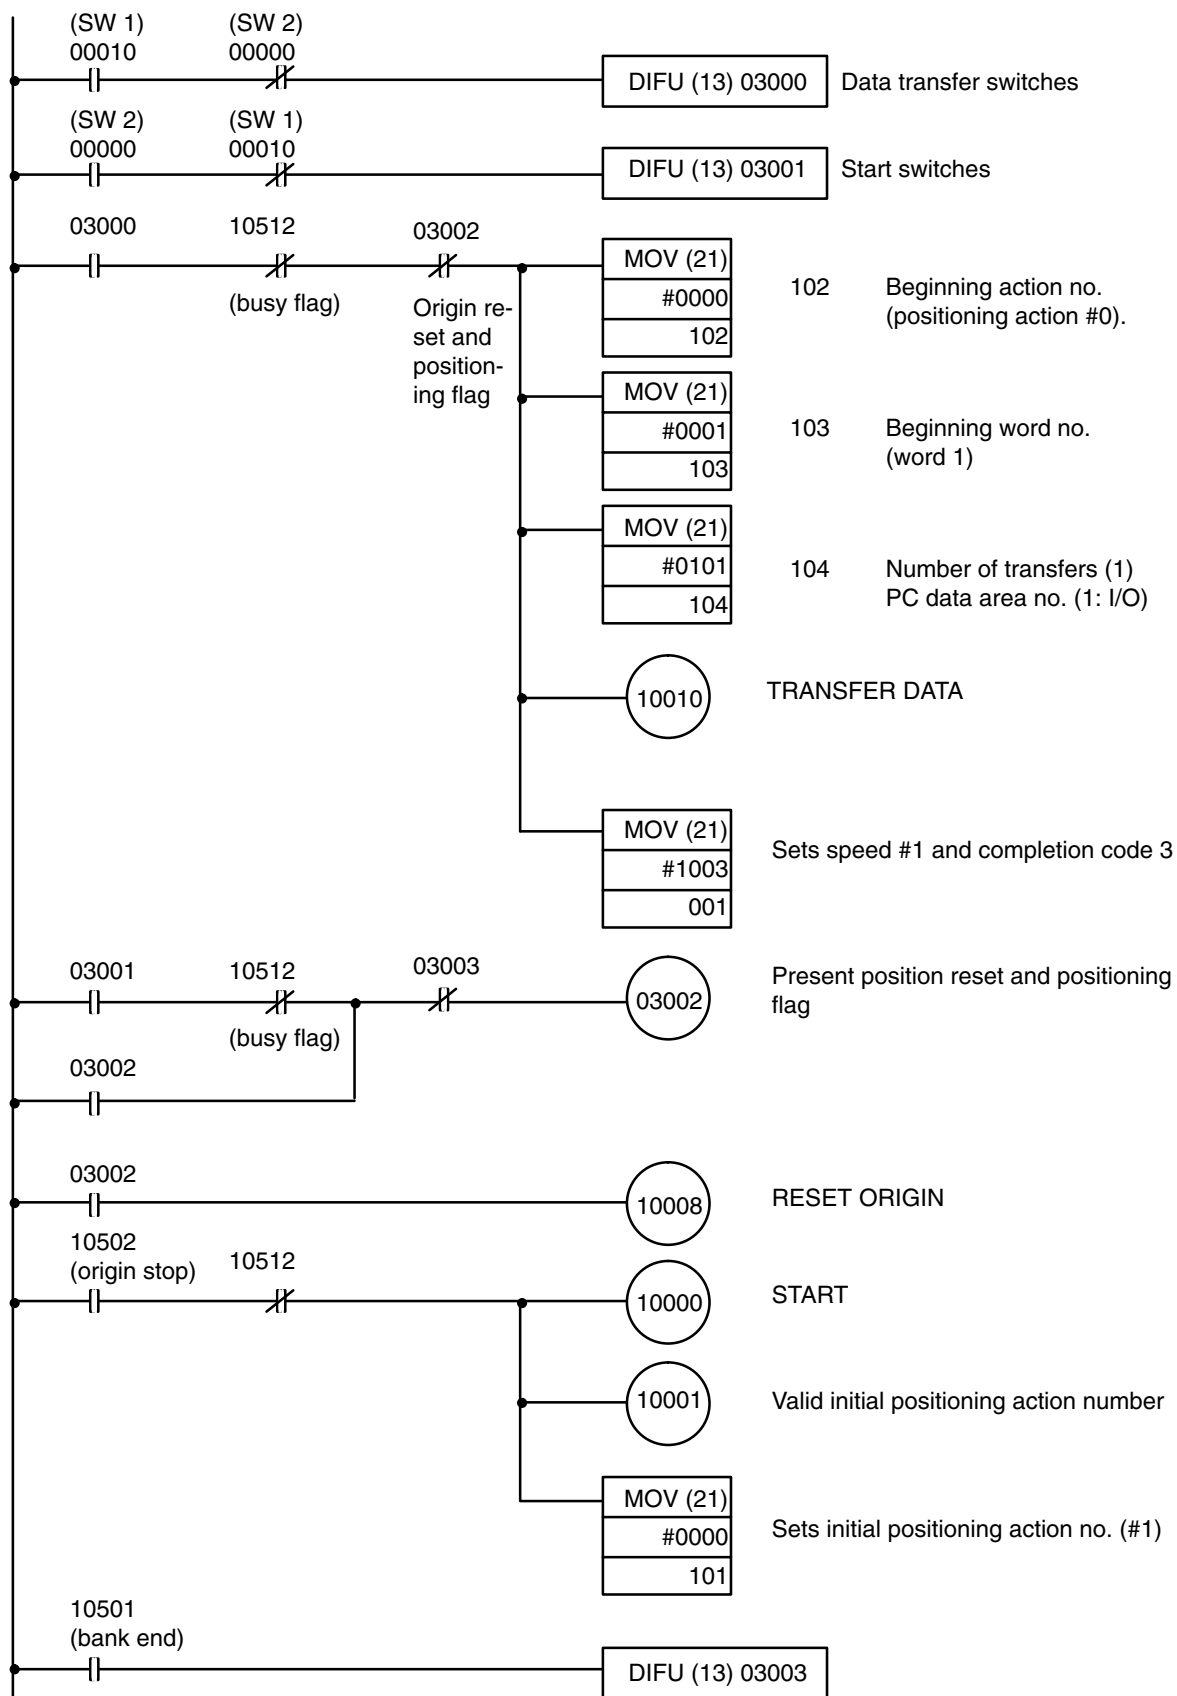 (SW 1) (SW 2)
00010 00000
DIFU (13) 03000 Data transfer switches
(SW 2) (SW 1)
00000 00010
DIFU (13) 03001 Start switches
03000 10512 03002
(busy flag)
Origin re-
set and
position-
ing flag
MOV (21)
#0000
102
102 Beginning action no.
(positioning action #0).
MOV (21)
#0001
103
103 Beginning word no.
(word 1)
MOV (21)
#0101
104
104 Number of transfers (1)
PC data area no. (1: I/O)
10010 TRANSFER DATA
MOV (21)
#1003
001
Sets speed #1 and completion code 3
03001 10512 03003
(busy flag)
03002
Present position reset and positioning
flag
03002
03002
10008 RESET ORIGIN
10502
(origin stop)
10512
10000 START
10001 Valid initial positioning action number
MOV (21)
#0000
101
Sets initial positioning action no. (#1)
10501
(bank end)
DIFU (13) 03003